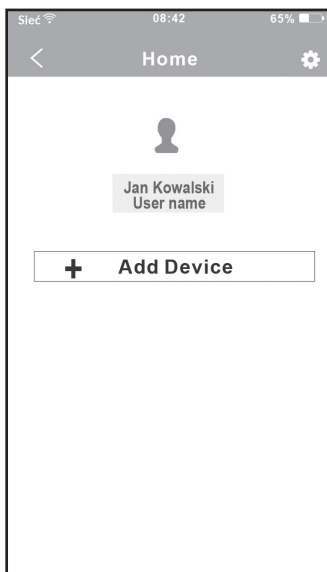 Sieć 08:42 65%
Home
Jan Kowalski
User name
+ Add Device